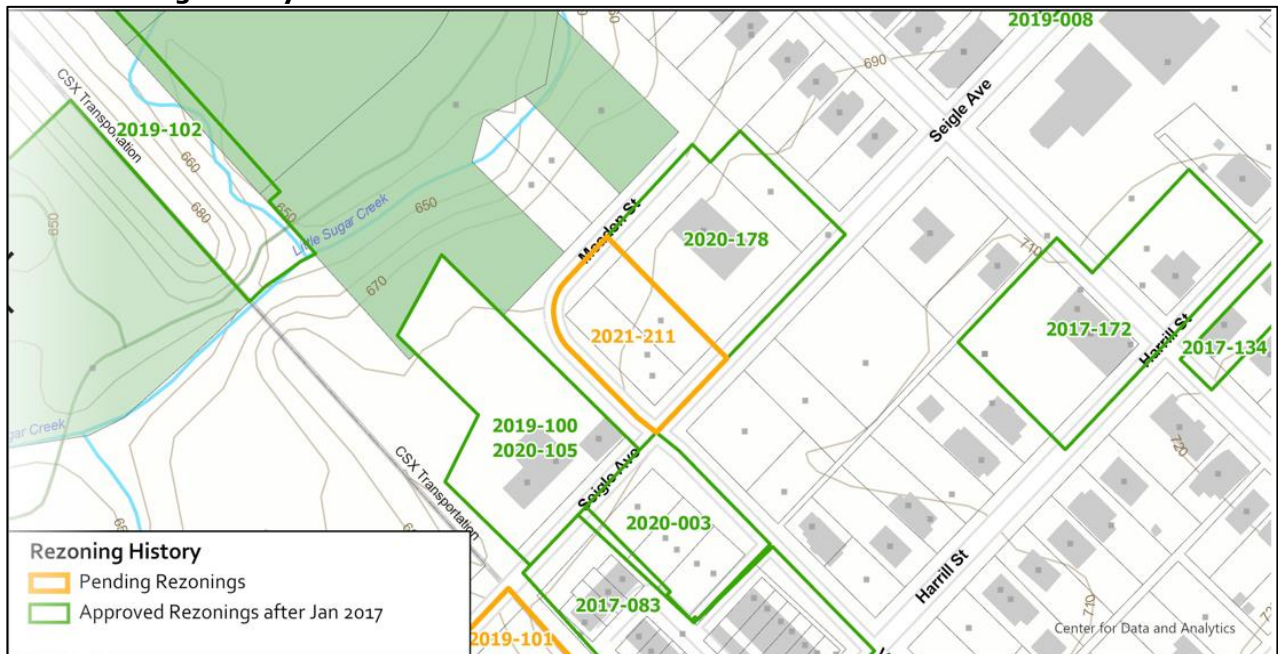 2019-008
690
Seigle Ave
CSX Transportation
2019-102
660
680
650
650
Little Sugar Creek
650
670
Meaden St
2020-178
740
2021-211
2017-172
Harrill St
2017-134
2019-100
2020-105
Seigle Ave
CSX Transportation
720
2020-003
Harrill St
2017-083
710
2019-101
Center for Data and Analytics
Rezoning History
Pending Rezonings
Approved Rezonings after Jan 2017